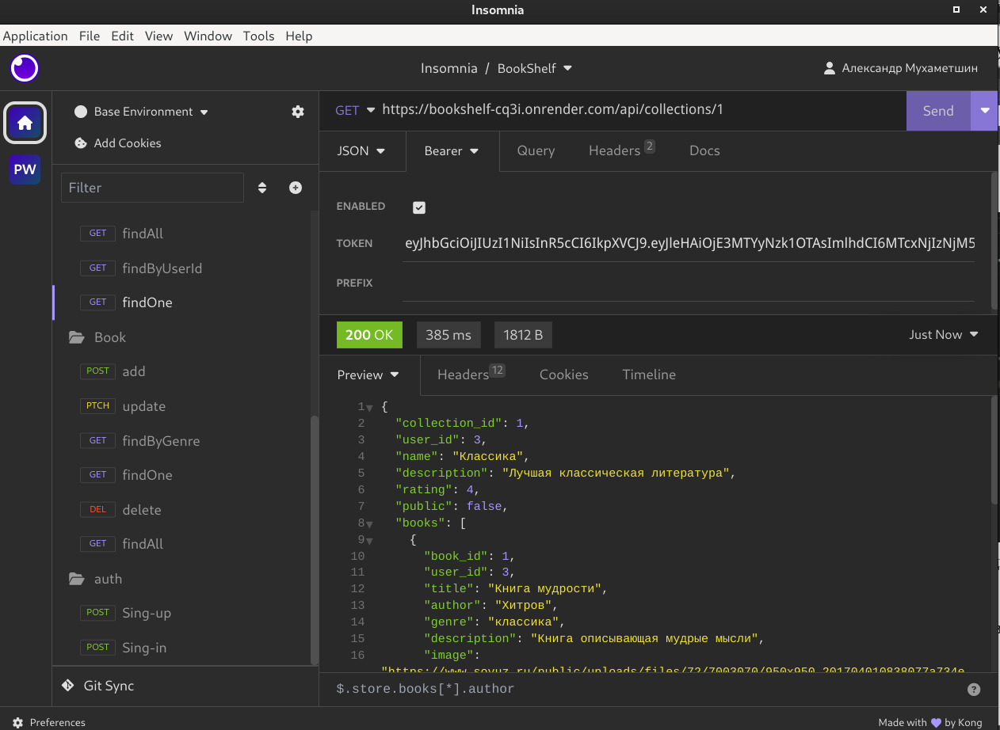 Insomnia
Application File Edit View Window Tools Help
Insomnia / BookShelf
Александр Мухаметшин
PW
Base Environment
Add Cookies
Filter
GET findAll
GET findByUserId
GET findOne
Book
POST add
PTCH update
GET findByGenre
GET findOne
DEL delete
GET findAll
auth
POST Sing-up
POST Sing-in
Git Sync
GET https://bookshelf-cq3i.onrender.com/api/collections/1 Send
JSON Bearer Query Headers 2 Docs
ENABLED
TOKEN eyJhbGciOiJIUzI1NiIsInR5cCI6IkpXVCJ9.eyJleHAiOjE3MTYyNzk1OTAsImlhdCI6MTcxNjIzNjM5
PREFIX
200 OK 385 ms 1812 B Just Now
Preview Headers 12 Cookies Timeline
1 {
2 "collection_id": 1,
3 "user_id": 3,
4 "name": "Классика",
5 "description": "Лучшая классическая литература",
6 "rating": 4,
7 "public": false,
8 "books": [
9 {
10 "book_id": 1,
11 "user_id": 3,
12 "title": "Книга мудрости",
13 "author": "Хитров",
14 "genre": "классика",
15 "description": "Книга описывающая мудрые мысли",
16 "image":
"https://www.soyuz.ru/public/uploads/files/72/7003070/950x950_201704010838077a734e
$.store.books[*].author
Preferences
Made with by Kong